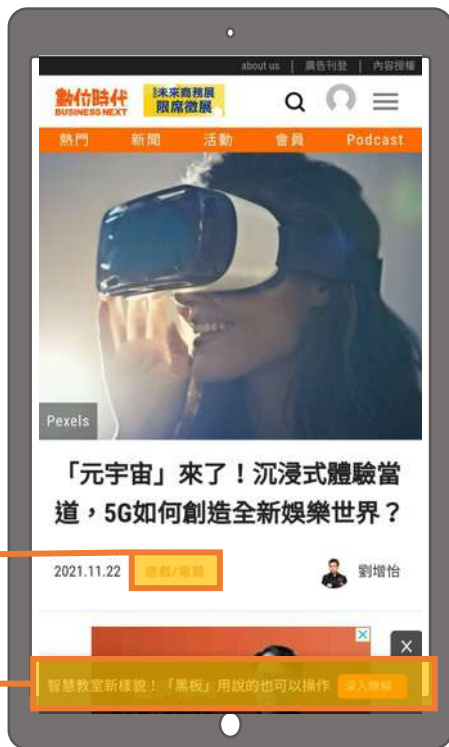 about us | 廣告刊登 | 內容授權
數位時代
BUSINESS NEXT
未來商務展
限席徵展
熱門 新聞 活動 會員 Podcast
Pexels
「元宇宙」來了！沉浸式體驗當
道，5G如何創造全新娛樂世界？
2021.11.22 遊戲/電競 劉增怡
智慧教室新樣貌！「黑板」用說的也可以操作 深入瞭解